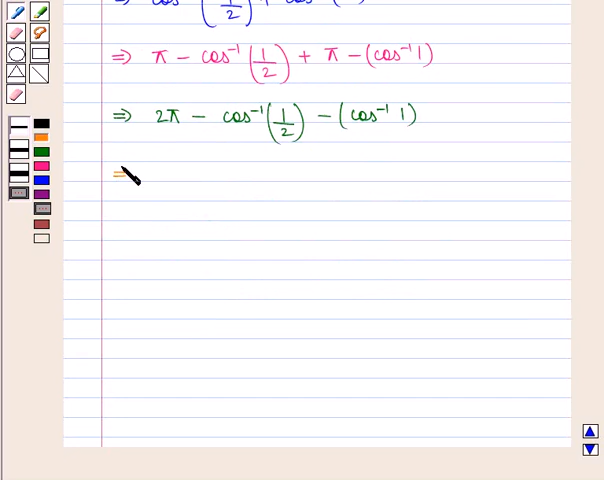 ⇒ π − cos⁻¹(1/2) + π − (cos⁻¹ 1)
⇒ 2π − cos⁻¹(1/2) − (cos⁻¹ 1)
=